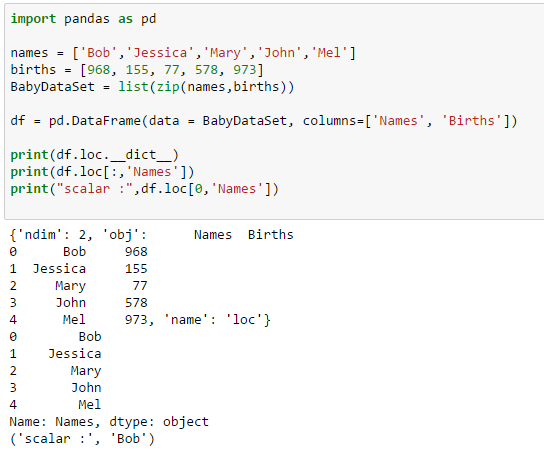 import pandas as pd
names = ['Bob','Jessica','Mary','John','Mel']
births = [968, 155, 77, 578, 973]
BabyDataSet = list(zip(names,births))
df = pd.DataFrame(data = BabyDataSet, columns=['Names', 'Births'])
print(df.loc.__dict__)
print(df.loc[:,'Names'])
print("scalar :",df.loc[0,'Names'])
{'ndim': 2, 'obj':      Names  Births
0      Bob     968
1  Jessica     155
2     Mary      77
3     John     578
4      Mel     973, 'name': 'loc'}
0        Bob
1    Jessica
2       Mary
3       John
4        Mel
Name: Names, dtype: object
('scalar :', 'Bob')